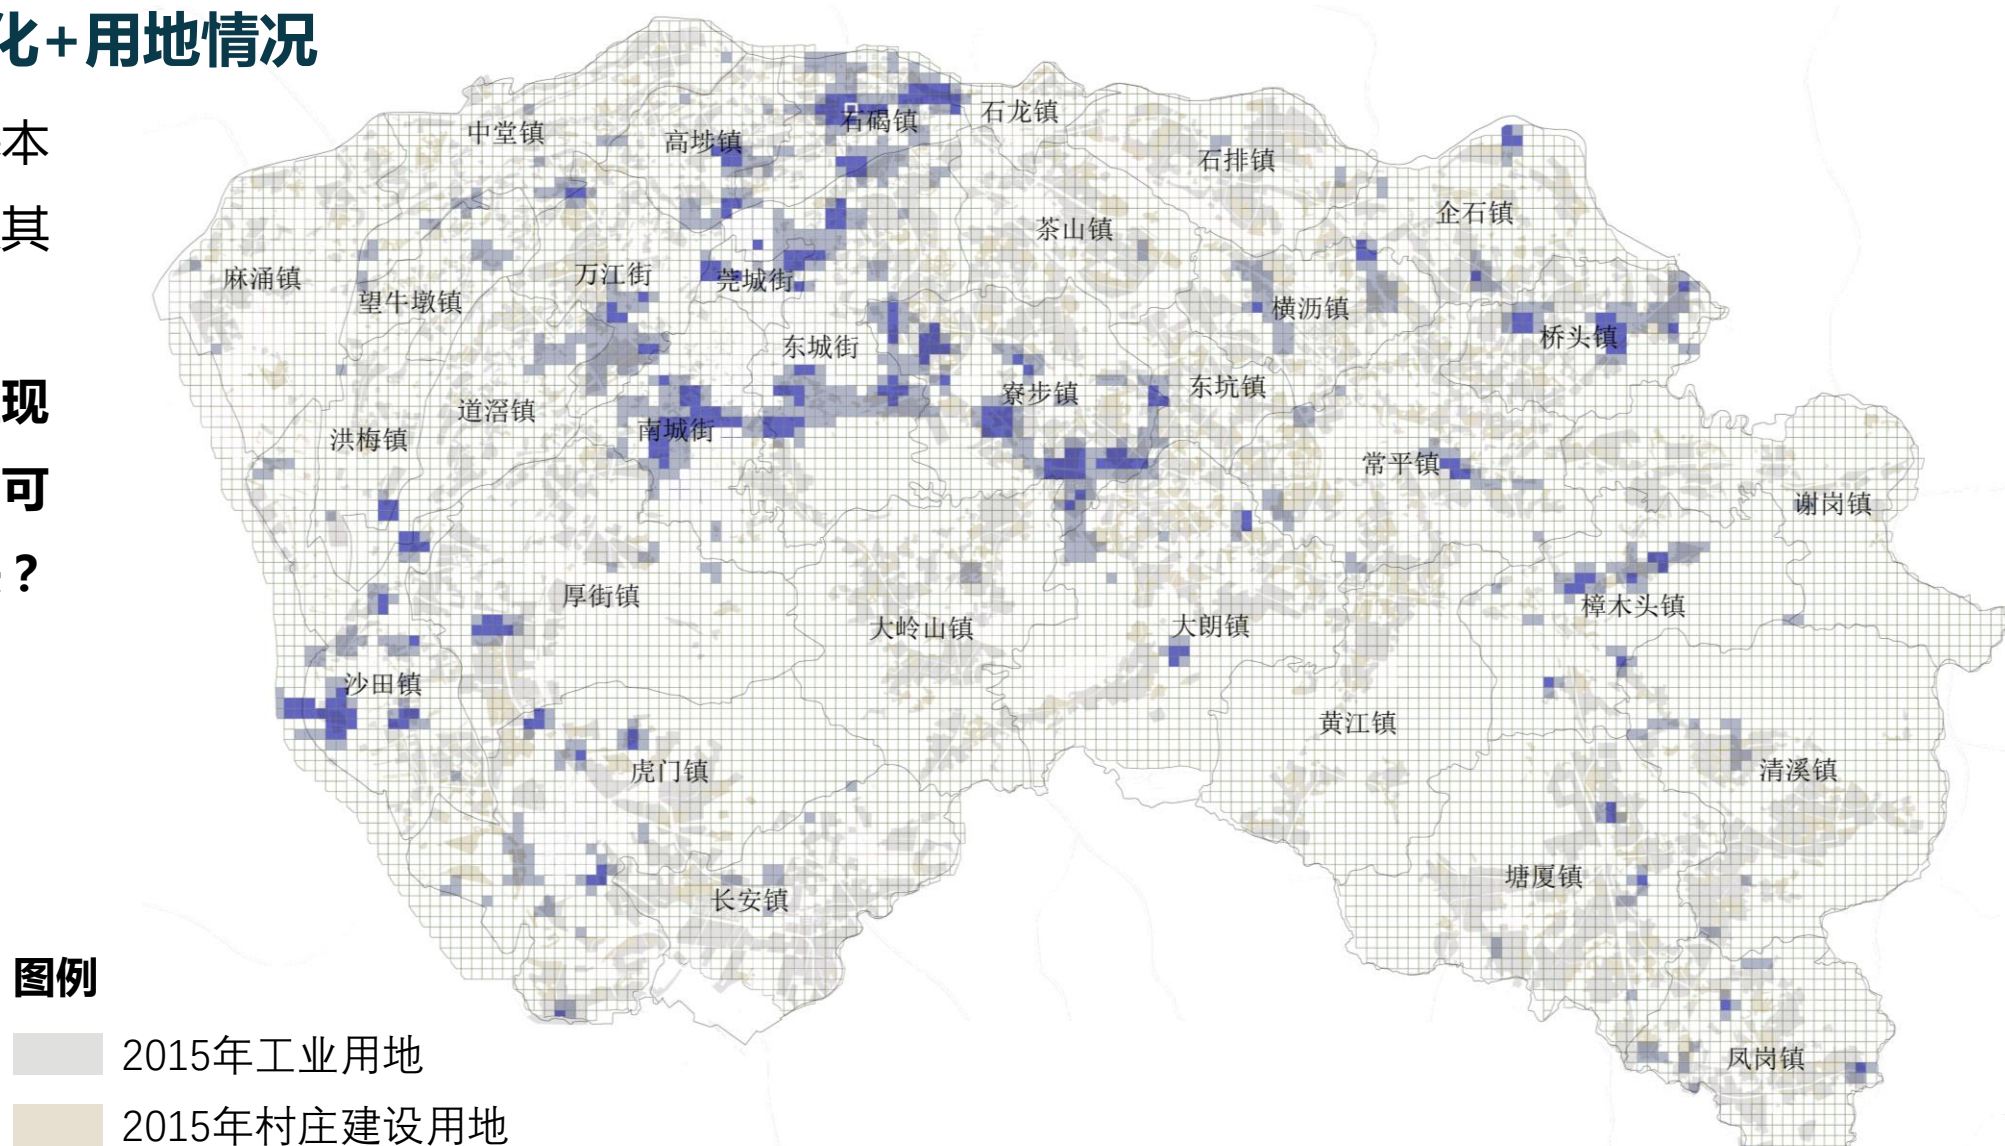 化+用地情况
本
其
现
可
？
图例
2015年工业用地
2015年村庄建设用地
中堂镇
高埗镇
石碣镇
石龙镇
石排镇
企石镇
茶山镇
麻涌镇
望牛墩镇
万江街
莞城街
横沥镇
桥头镇
东城街
寮步镇
东坑镇
道滘镇
洪梅镇
南城街
常平镇
谢岗镇
厚街镇
大岭山镇
大朗镇
樟木头镇
沙田镇
黄江镇
虎门镇
清溪镇
塘厦镇
长安镇
凤岗镇